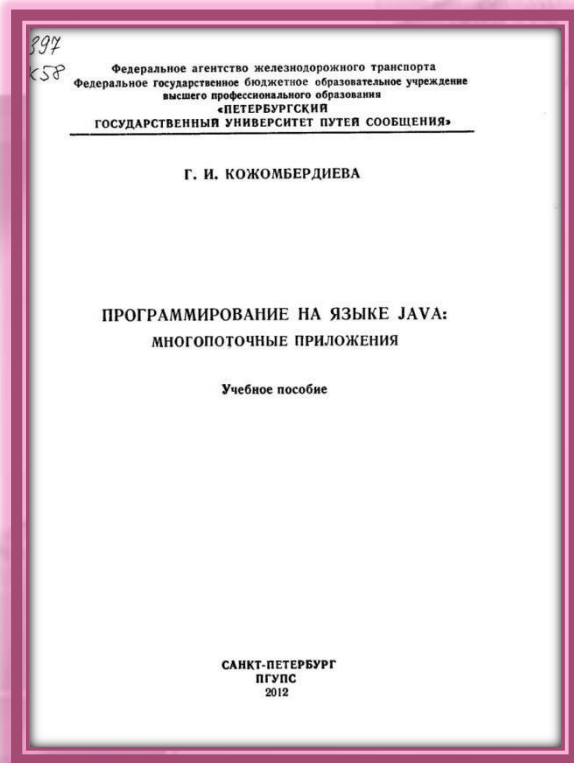 397
К58
Федеральное агентство железнодорожного транспорта
Федеральное государственное бюджетное образовательное учреждение
высшего профессионального образования
«ПЕТЕРБУРГСКИЙ
ГОСУДАРСТВЕННЫЙ УНИВЕРСИТЕТ ПУТЕЙ СООБЩЕНИЯ»
Г. И. КОЖОМБЕРДИЕВА
ПРОГРАММИРОВАНИЕ НА ЯЗЫКЕ JAVA:
МНОГОПОТОЧНЫЕ ПРИЛОЖЕНИЯ
Учебное пособие
САНКТ-ПЕТЕРБУРГ
ПГУПС
2012